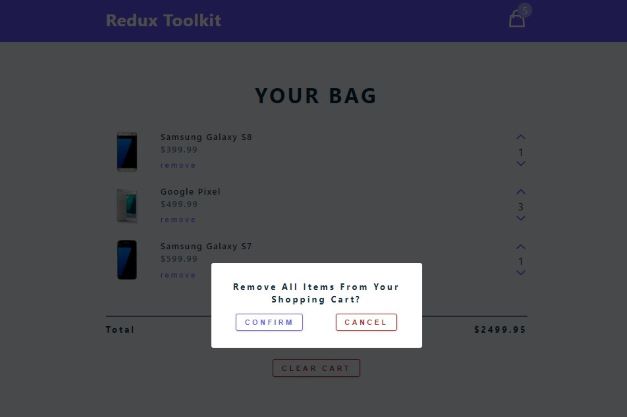 Redux Toolkit
5
YOUR BAG
Samsung Galaxy S8
$399.99
remove
1
Google Pixel
$499.99
remove
3
Samsung Galaxy S7
$599.99
remove
1
Remove All Items From Your
Shopping Cart?
CONFIRM CANCEL
Total $2499.95
CLEAR CART